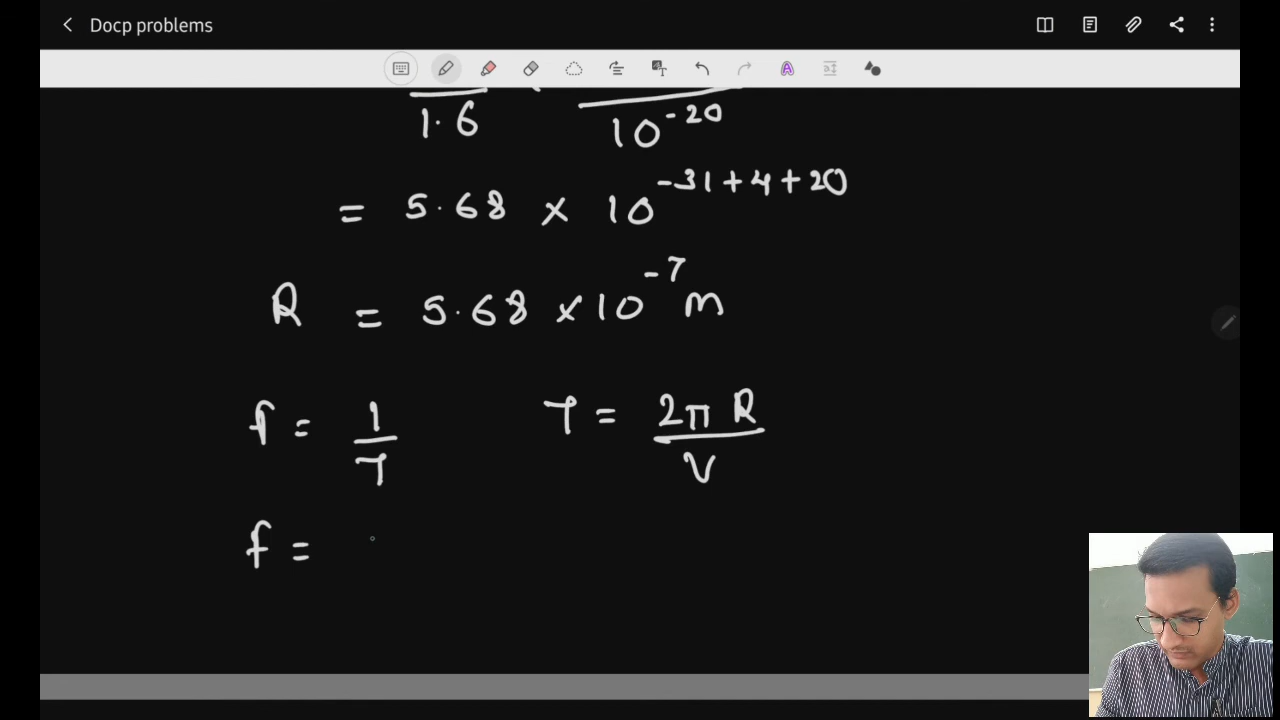 Docp problems
1.6 10^-20
= 5.68 × 10^-31+4+20
R = 5.68 × 10^-7 m
f = 1/T T = 2π R/V
f =